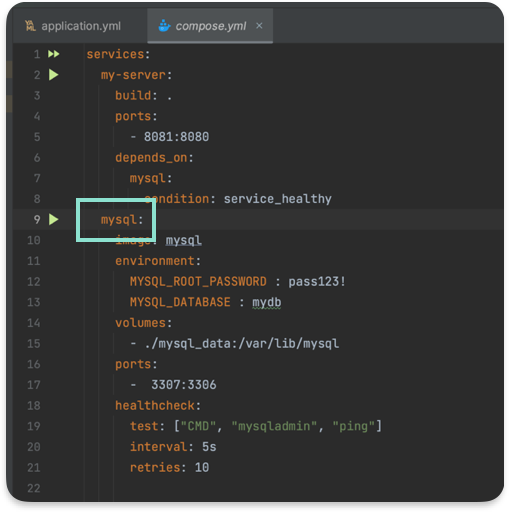 application.yml compose.yml ×
1 services:
2 my-server:
3 build: .
4 ports:
5 - 8081:8080
6 depends_on:
7 mysql:
8 condition: service_healthy
9 mysql:
10 image: mysql
11 environment:
12 MYSQL_ROOT_PASSWORD : pass123!
13 MYSQL_DATABASE : mydb
14 volumes:
15 - ./mysql_data:/var/lib/mysql
16 ports:
17 - 3307:3306
18 healthcheck:
19 test: ["CMD", "mysqladmin", "ping"]
20 interval: 5s
21 retries: 10
22